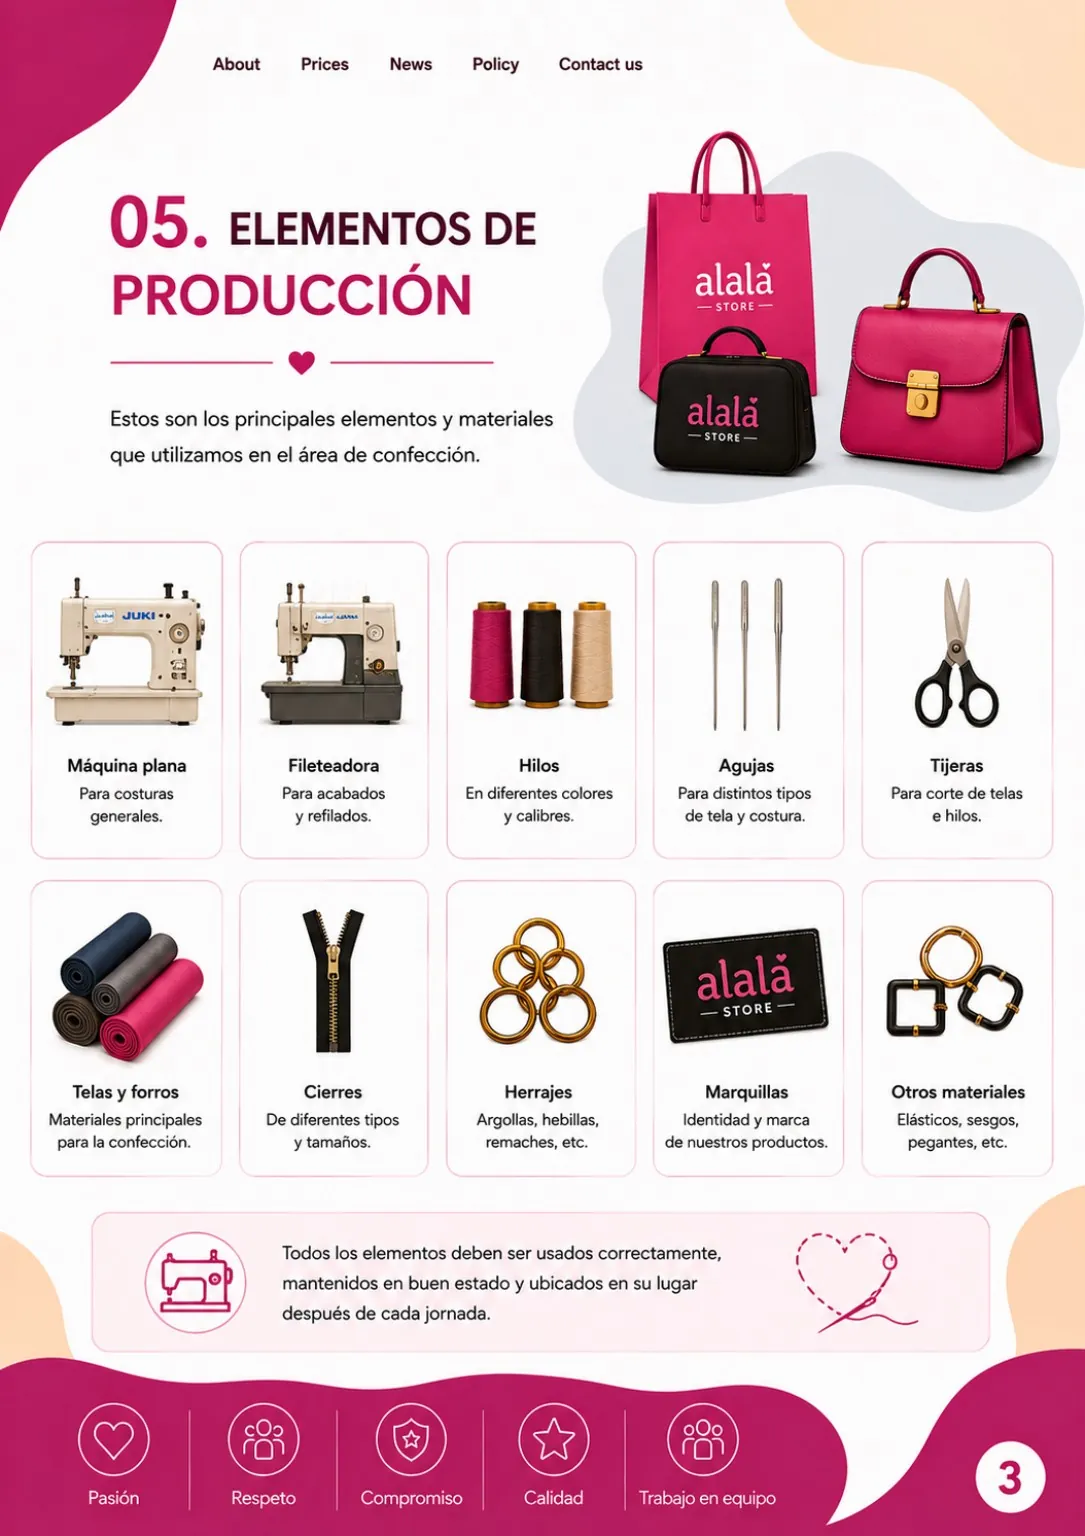 About Prices News Policy Contact us
05. ELEMENTOS DE
PRODUCCIÓN
Estos son los principales elementos y materiales
que utilizamos en el área de confección.
alalá
STORE
alalá
STORE
JUKI
Máquina plana
Para costuras
generales.
Fileteadora
Para acabados
y refilados.
Hilos
En diferentes colores
y calibres.
Agujas
Para distintos tipos
de tela y costura.
Tijeras
Para corte de telas
e hilos.
Telas y forros
Materiales principales
para la confección.
Cierres
De diferentes tipos
y tamaños.
Herrajes
Argollas, hebillas,
remaches, etc.
alalá
STORE
Marquillas
Identidad y marca
de nuestros productos.
Otros materiales
Elásticos, sesgos,
pegantes, etc.
Todos los elementos deben ser usados correctamente,
mantenidos en buen estado y ubicados en su lugar
después de cada jornada.
Pasión
Respeto
Compromiso
Calidad
Trabajo en equipo
3